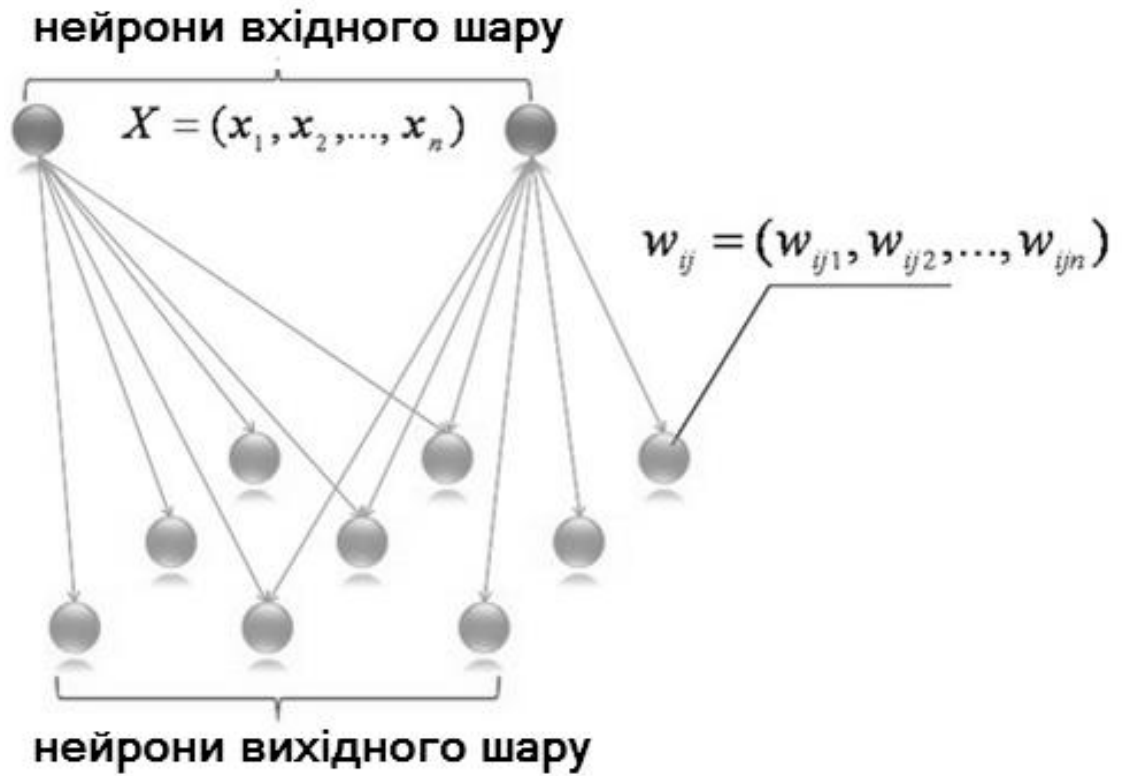 нейрони вхідного шару
X = (x₁, x₂,..., xₙ)
wᵢⱼ = (wᵢⱼ₁, wᵢⱼ₂,..., wᵢⱼₙ)
нейрони вихідного шару